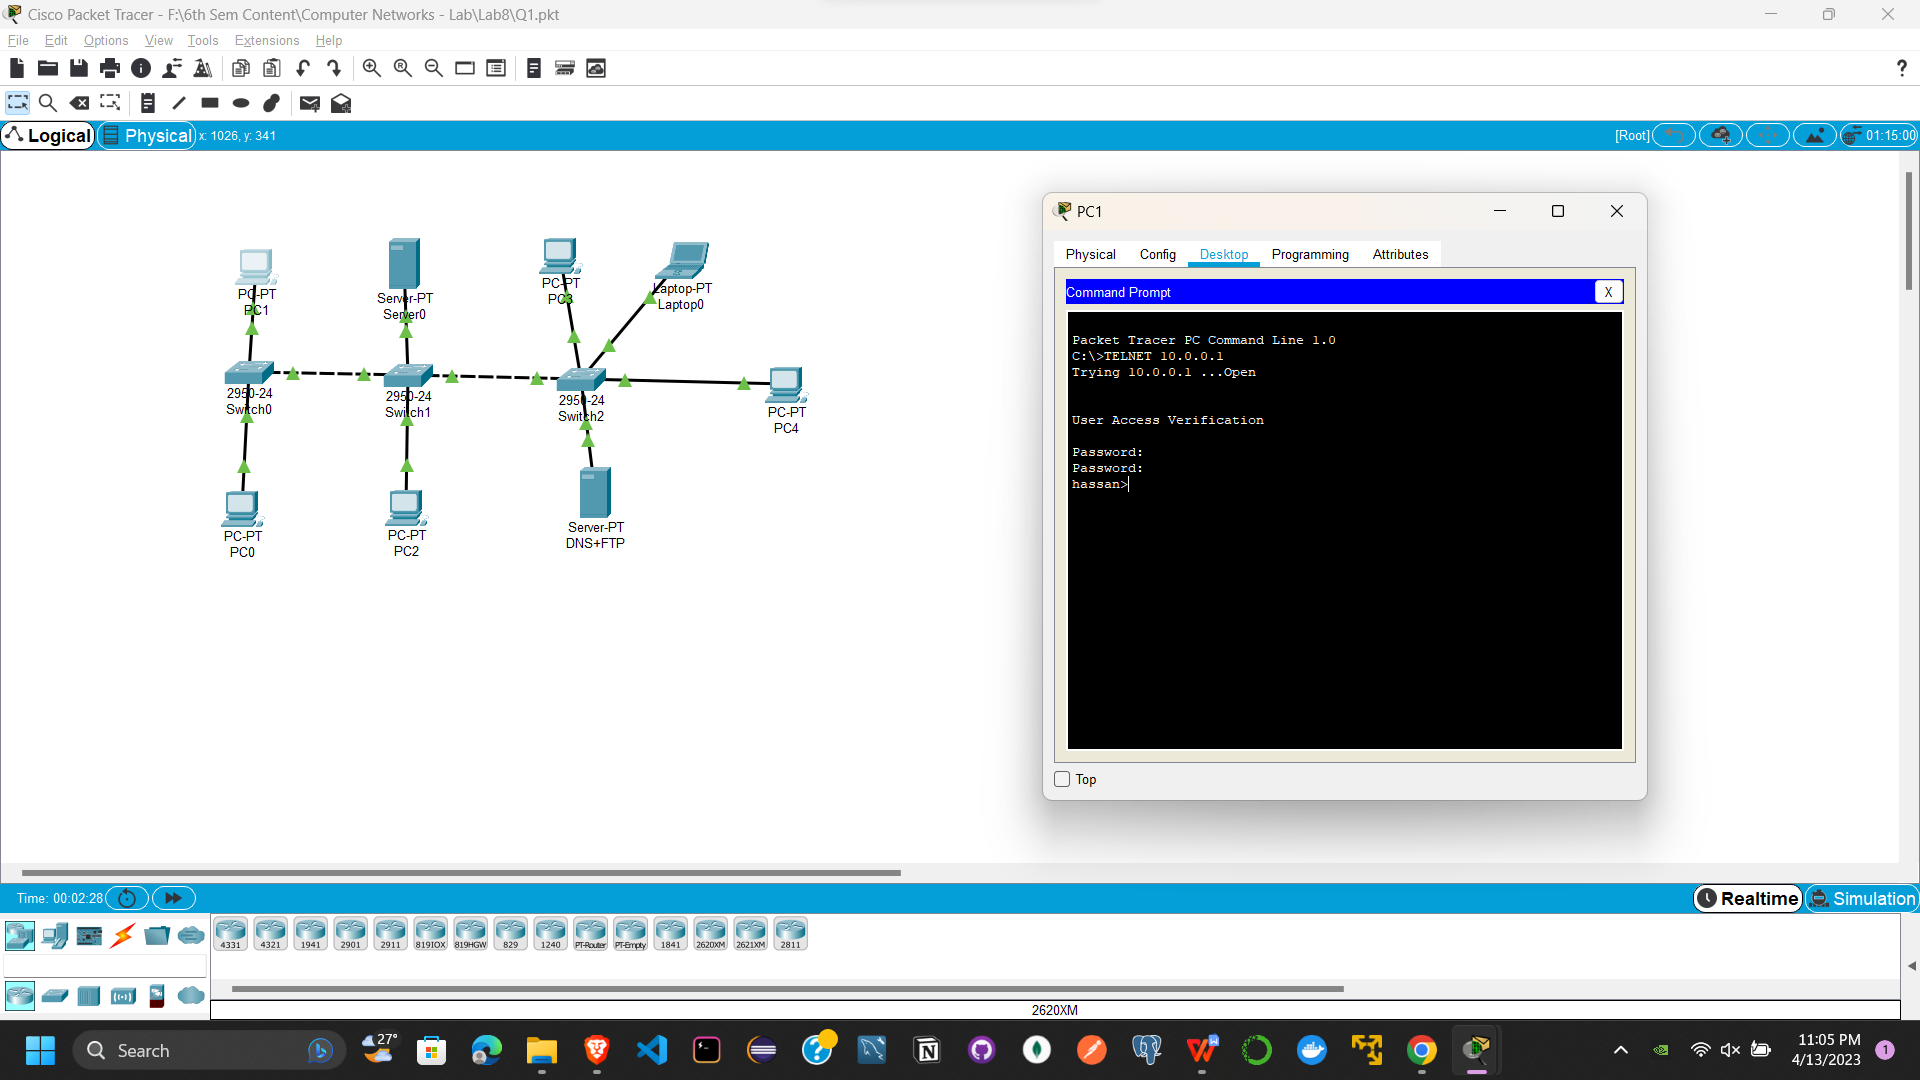 Cisco Packet Tracer - F:\6th Sem Content\Computer Networks - Lab\Lab8\Q1.pkt
File Edit Options View Tools Extensions Help
?
Logical Physical x: 1026, y: 341 [Root] 01:15:00
PC1
Physical Config Desktop Programming Attributes
Command Prompt X
Packet Tracer PC Command Line 1.0
C:\>TELNET 10.0.0.1
Trying 10.0.0.1 ...Open
User Access Verification
Password:
Password:
hassan>
Top
PC-PT
PC1
Server-PT
Server0
PC-PT
PC3
Laptop-PT
Laptop0
2950-24
Switch0
2950-24
Switch1
2950-24
Switch2
PC-PT
PC4
PC-PT
PC0
PC-PT
PC2
Server-PT
DNS+FTP
Time: 00:02:28 Realtime Simulation
4331 4321 1941 2901 2911 819IOX 819HGW 829 1240 PT-Router PT-Empty 1841 2620XM 2621XM 2811
2620XM
Search 27° 11:05 PM
4/13/2023 1